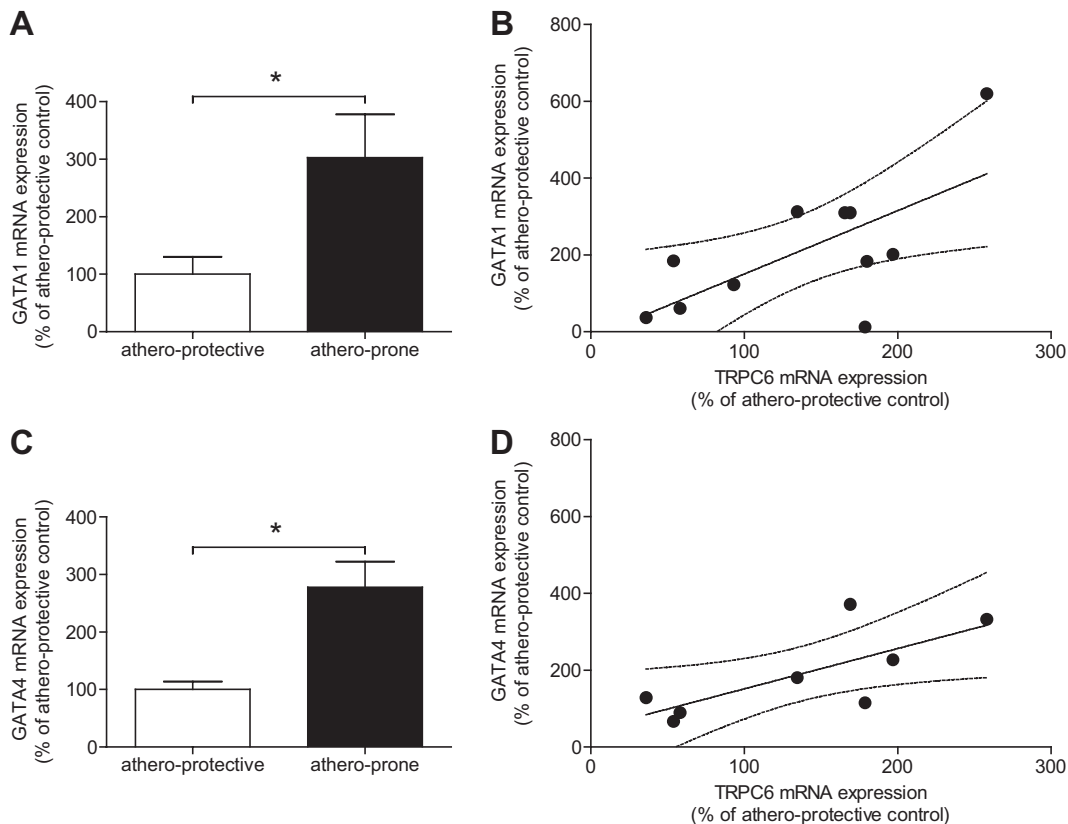 A
GATA1 mRNA expression
(% of athero-protective control)
400
300
200
100
0
*
athero-protective
athero-prone
B
GATA1 mRNA expression
(% of athero-protective control)
800
600
400
200
0
0
100
200
300
TRPC6 mRNA expression
(% of athero-protective control)
C
GATA4 mRNA expression
(% of athero-protective control)
400
300
200
100
0
*
athero-protective
athero-prone
D
GATA4 mRNA expression
(% of athero-protective control)
800
600
400
200
0
0
100
200
300
TRPC6 mRNA expression
(% of athero-protective control)